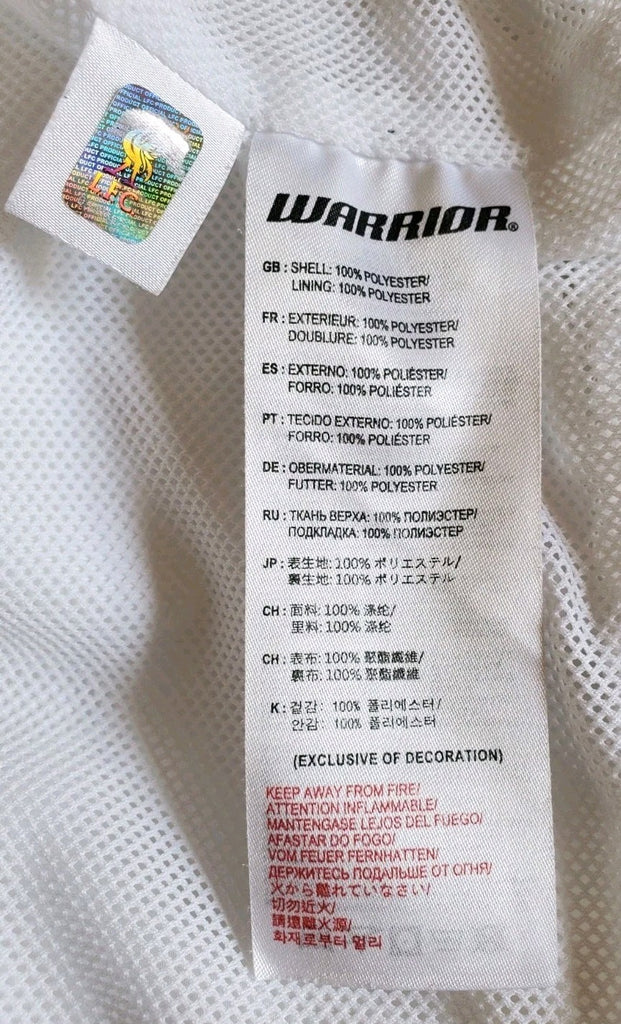 LFC
WARRIOR®
GB : SHELL: 100% POLYESTER/
LINING: 100% POLYESTER
FR : EXTERIEUR: 100% POLYESTER/
DOUBLURE: 100% POLYESTER
ES : EXTERNO: 100% POLIÉSTER/
FORRO: 100% POLIÉSTER
PT : TECIDO EXTERNO: 100% POLIÉSTER/
FORRO: 100% POLIÉSTER
DE : OBERMATERIAL: 100% POLYESTER/
FUTTER: 100% POLYESTER
RU : ТКАНЬ ВЕРХА: 100% ПОЛИЭСТЕР/
ПОДКЛАДКА: 100% ПОЛИЭСТЕР
JP : 表生地: 100% ポリエステル/
裏生地: 100% ポリエステル
CH : 面料: 100% 涤纶/
里料: 100% 涤纶
CH : 表布: 100% 聚酯纖維/
裏布: 100% 聚酯纖維
K : 겉감: 100% 폴리에스터/
안감: 100% 폴리에스터
(EXCLUSIVE OF DECORATION)
KEEP AWAY FROM FIRE/
ATTENTION INFLAMMABLE/
MANTENGASE LEJOS DEL FUEGO/
AFASTAR DO FOGO/
VOM FEUER FERNHATTEN/
ДЕРЖИТЕСЬ ПОДАЛЬШЕ ОТ ОГНЯ/
火から離れていなさい/
切勿近火/
請遠離火源/
화재로부터 멀리